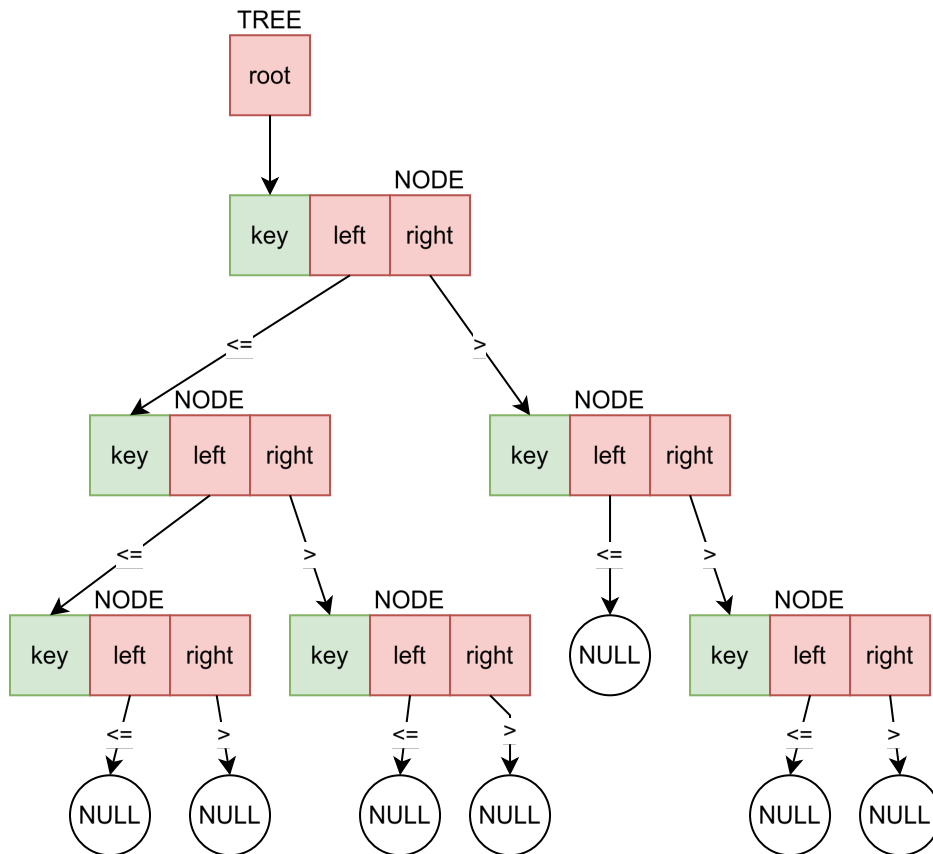 TREE
root
NODE
key left right
<= >
NODE NODE
key left right key left right
<= > <= >
NODE NODE NODE
key left right key left right NULL key left right
<= > <= > <= >
NULL NULL NULL NULL NULL NULL